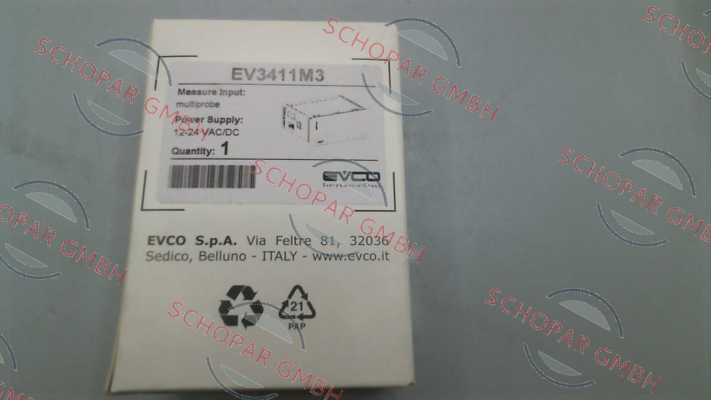 EV3411M3
Measure Input:
multiprobe
Power Supply:
12-24 VAC/DC
Quantity: 1
EVCO
EVCO S.p.A. Via Feltre 81, 32036
Sedico, Belluno - ITALY - www.evco.it
21
PAP
SCHOPAR GMBH
SCHOPAR GMBH
SCHOPAR GMBH
SCHOPAR GMBH
SCHOPAR GMBH
SCHOPAR GMBH
SCHOPAR GMBH